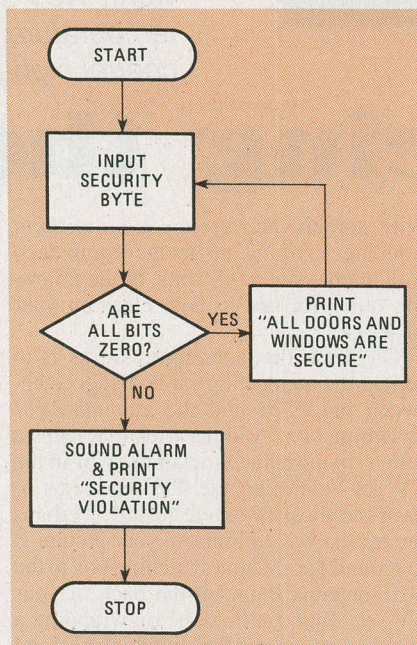 START
INPUT
SECURITY
BYTE
ARE
ALL BITS
ZERO?
YES
PRINT
"ALL DOORS AND
WINDOWS ARE
SECURE"
NO
SOUND ALARM
& PRINT
"SECURITY
VIOLATION"
STOP